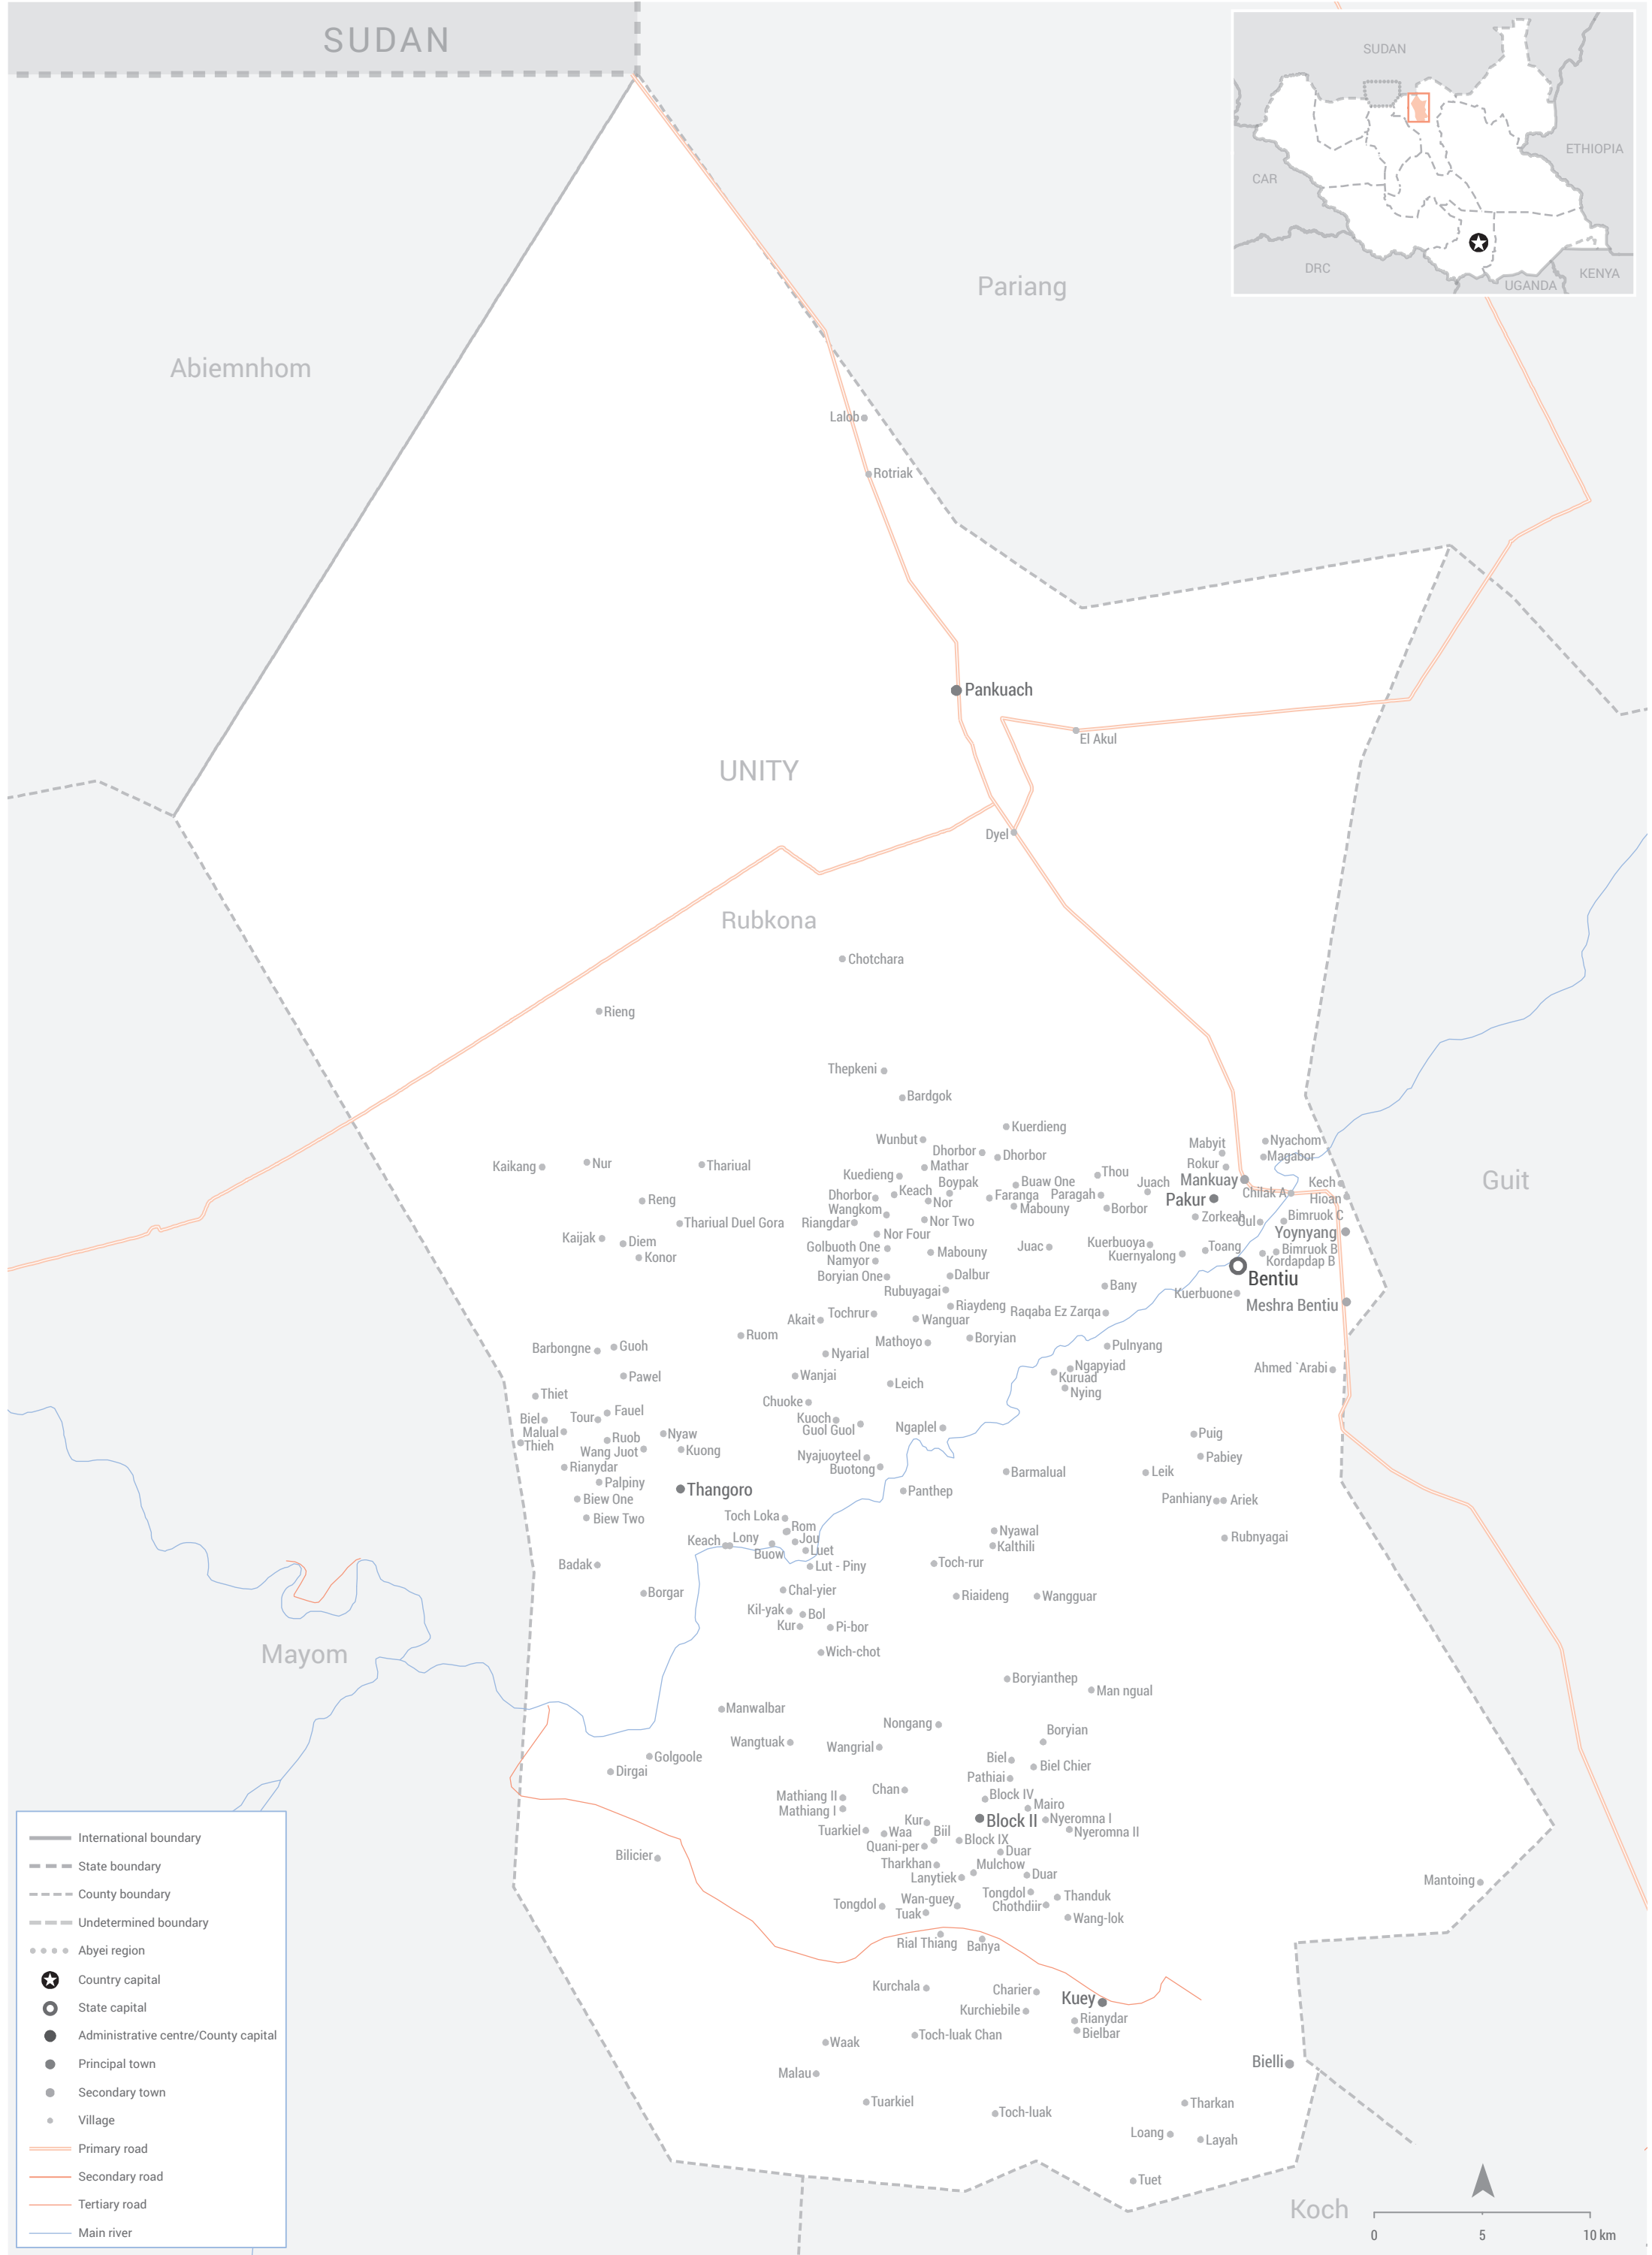 SUDAN
SUDAN
ETHIOPIA
CAR
DRC
KENYA
UGANDA
Pariang
Abiemnhom
Lalob
Rotriak
Pankuach
El Akul
UNITY
Dyel
Rubkona
Chotchara
Rieng
Thepkeni
Bardgok
Kuerdieng
Wunbut
Nyachom
Mabyit
Dhorbor
Dhorbor
Magabor
Kaikang
Nur
Thariual
Mathar
Rokur
Guit
Kuedieng
Thou
Mankuay
Boypak
Buaw One
Juach
Kech
Keach
Chilak A
Dhorbor
Nor
Faranga
Paragah
Pakur
Hioan
Reng
Wangkom
Mabouny
Borbor
Zorkeah
Gul
Bimruok C
Thariual Duel Gora
Riangdar
Nor Two
Yoynyang
Nor Four
Kaijak
Diem
Golbuoth One
Mabouny
Juac
Kuerbuoya
Toang
Bimruok B
Konor
Namyor
Kuernyalong
Kordapdap B
Boryian One
Dalbur
Bentiu
Rubuyagai
Bany
Kuerbuone
Riaydeng
Meshra Bentiu
Akait
Tochrur
Wanguar
Raqaba Ez Zarqa
Ruom
Mathoyo
Boryian
Barbongne
Guoh
Nyarial
Pulnyang
Pawel
Wanjai
Ngapyiad
Ahmed `Arabi
Kuruad
Leich
Nying
Thiet
Chuoke
Fauel
Biel
Tour
Kuoch
Malual
Guol Guol
Ngaplel
Ruob
Nyaw
Puig
Thieh
Wang Juot
Kuong
Nyajuoyteel
Pabiey
Rianydar
Buotong
Barmalual
Leik
Palpiny
Thangoro
Panthep
Biew One
Panhiany
Ariek
Biew Two
Toch Loka
Rom
Nyawal
Keach
Lony
Jou
Kalthili
Rubnyagai
Buow
Luet
Badak
Lut - Piny
Toch-rur
Borgar
Chal-yier
Riaideng
Wangguar
Kil-yak
Bol
Kur
Pi-bor
Mayom
Wich-chot
Boryianthep
Man ngual
Manwalbar
Nongang
Boryian
Wangtuak
Wangrial
Golgoole
Biel
Biel Chier
Dirgai
Pathiai
Chan
Mathiang II
Block IV
Mathiang I
Mairo
Kur
Block II
Nyeromna I
Tuarkiel
Waa
Biil
Nyeromna II
Quani-per
Block IX
Duar
Bilicier
Tharkhan
Mulchow
Lanytiek
Duar
Mantoing
Tongdol
Thanduk
Tongdol
Wan-guey
Chothdiir
Tuak
Wang-lok
Rial Thiang
Banya
Kurchala
Charier
Kuey
Kurchiebile
Rianydar
Toch-luak Chan
Bielbar
Waak
Bielli
Malau
Tuarkiel
Toch-luak
Tharkan
Loang
Layah
Tuet
Koch
International boundary
State boundary
County boundary
Undetermined boundary
Abyei region
Country capital
State capital
Administrative centre/County capital
Principal town
Secondary town
Village
Primary road
Secondary road
Tertiary road
Main river
0
5
10 km